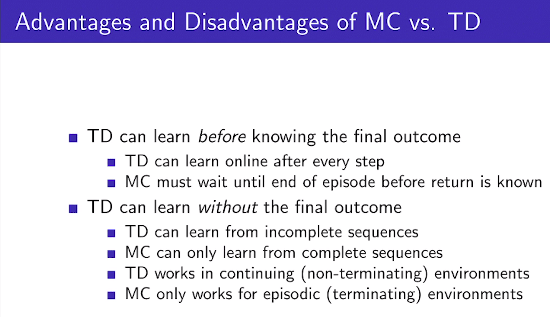 Advantages and Disadvantages of MC vs. TD
TD can learn before knowing the final outcome
TD can learn online after every step
MC must wait until end of episode before return is known
TD can learn without the final outcome
TD can learn from incomplete sequences
MC can only learn from complete sequences
TD works in continuing (non-terminating) environments
MC only works for episodic (terminating) environments